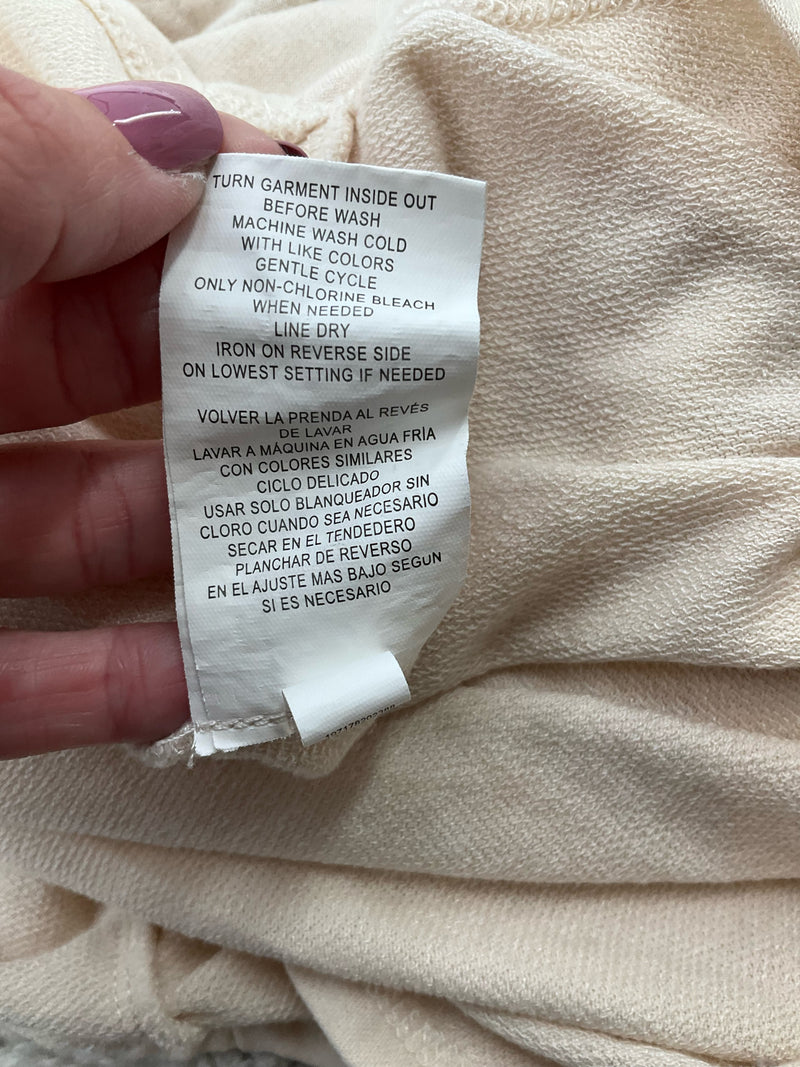 TURN GARMENT INSIDE OUT
BEFORE WASH
MACHINE WASH COLD
WITH LIKE COLORS
GENTLE CYCLE
ONLY NON-CHLORINE BLEACH
WHEN NEEDED
LINE DRY
IRON ON REVERSE SIDE
ON LOWEST SETTING IF NEEDED
VOLVER LA PRENDA AL REVÉS
DE LAVAR
LAVAR A MÁQUINA EN AGUA FRÍA
CON COLORES SIMILARES
CICLO DELICADO
USAR SOLO BLANQUEADOR SIN
CLORO CUANDO SEA NECESARIO
SECAR EN EL TENDEDERO
PLANCHAR DE REVERSO
EN EL AJUSTE MAS BAJO SEGUN
SI ES NECESARIO